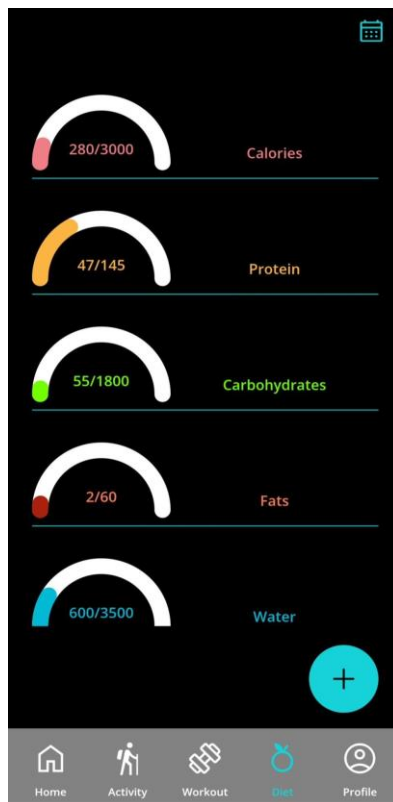 280/3000 Calories
47/145 Protein
55/1800 Carbohydrates
2/60 Fats
600/3500 Water
+
Home Activity Workout Diet Profile